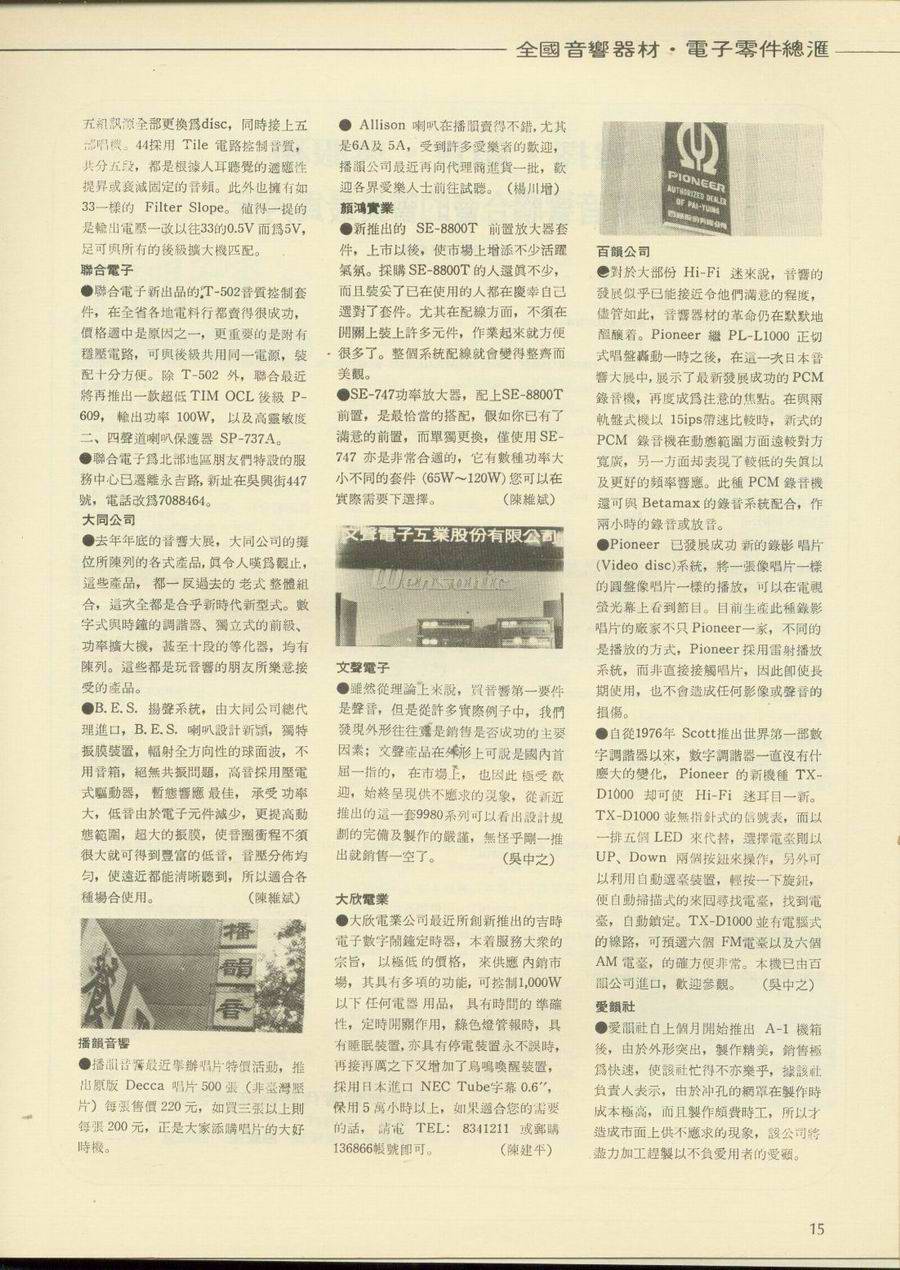 全國音響器材・電子零件總滙
五組訊源全部更換爲disc，同時接上五
部唱機。44採用 Tile 電路控制音質，
共分五段，都是根據人耳聽覺的適應性
提昇或衰減固定的音頻。此外也擁有如
33一樣的 Filter Slope。値得一提的
是輸出電壓一改以往33的0.5V 而爲5V，
足可與所有的後級擴大機匹配。
聯合電子
●聯合電子新出品的T-502音質控制套
件，在全省各地電料行都賣得很成功，
價格適中是原因之一，更重要的是附有
穩壓電路，可與後級共用同一電源，裝
配十分方便。除 T-502 外，聯合最近
將再推出一款超低 TIM OCL 後級 P-
609，輸出功率 100W，以及高靈敏度
二、四聲道喇叭保護器 SP-737A。
●聯合電子爲北部地區朋友們特設的服
務中心已遷離永吉路，新址在吳興街447
號，電話改爲7088464。
大同公司
●去年年底的音響大展，大同公司的攤
位所陳列的各式產品，眞令人嘆爲觀止，
這些產品，都一反過去的老式整體組
合，這次全都是合乎新時代新型式。數
字式與時鐘的調諧器、獨立式的前級、
功率擴大機，甚至十段的等化器，均有
陳列。這些都是玩音響的朋友所樂意接
受的產品。
●B.E.S. 揚聲系統，由大同公司總代
理進口，B.E.S. 喇叭設計新穎，獨特
振膜裝置，輻射全方向性的球面波，不
用音箱，絕無共振問題，高音採用壓電
式驅動器，暫態響應最佳，承受功率
大，低音由於電子元件減少，更提高動
態範圍，超大的振膜，使音圈衝程不須
很大就可得到豐富的低音，音壓分佈均
勻，使遠近都能淸晰聽到，所以適合各
種場合使用。　（陳維斌）
播韻音
響
播韻音響
●播韻音響最近舉辦唱片特價活動，推
出原版 Decca 唱片 500 張（非臺灣壓
片）每張售價 220 元，如買三張以上則
每張 200 元，正是大家添購唱片的大好
時機。
● Allison 喇叭在播韻賣得不錯，尤其
是6A及 5A，受到許多愛樂者的歡迎，
播韻公司最近再向代理商進貨一批，歡
迎各界愛樂人士前往試聽。（楊川增）
顏鴻實業
●新推出的 SE-8800T 前置放大器套
件，上市以後，使市場上增添不少活躍
氣氛。採購 SE-8800T 的人還眞不少，
而且裝妥了已在使用的人都在慶幸自己
選對了套件。尤其在配線方面，不須在
開關上裝上許多元件，作業起來就方便
很多了。整個系統配線就會變得整齊而
美觀。
●SE-747功率放大器，配上SE-8800T
前置，是最恰當的搭配，假如你已有了
滿意的前置，而單獨更換，僅使用 SE-
747 亦是非常合適的，它有數種功率大
小不同的套件 (65W～120W) 您可以在
實際需要下選擇。　（陳維斌）
文聲電子工業股份有限公司
Wensonic
文聲電子
●雖然從理論上來說，買音響第一要件
是聲音，但是從許多實際例子中，我們
發現外形往往還是銷售是否成功的主要
因素；文聲產品在外形上可說是國內首
屈一指的，在市場上，也因此極受歡
迎，始終呈現供不應求的現象，從新近
推出的這一套9980系列可以看出設計規
劃的完備及製作的嚴謹，無怪乎剛一推
出就銷售一空了。　（吳中之）
大欣電業
●大欣電業公司最近所創新推出的吉時
電子數字鬧鐘定時器，本着服務大衆的
宗旨，以極低的價格，來供應內銷市
場，其具有多項的功能，可控制1,000W
以下任何電器用品，具有時間的準確
性，定時開關作用，綠色燈管報時，具
有睡眠裝置，亦具有停電裝置永不誤時，
再接再厲之下又增加了鳥鳴喚醒裝置，
採用日本進口 NEC Tube字幕 0.6″，
保用 5 萬小時以上，如果適合您的需要
的話，請電 TEL：8341211 或郵購
136866帳號卽可。　（陳建平）
PIONEER
AUTHORIZED DEALER
OF PAI-YUING
百韻公司
●對於大部份 Hi-Fi 迷來說，音響的
發展似乎已能接近令他們滿意的程度，
儘管如此，音響器材的革命仍在默默地
醞釀着。Pioneer 繼 PL-L1000 正切
式唱盤轟動一時之後，在這一次日本音
響大展中，展示了最新發展成功的 PCM
錄音機，再度成爲注意的焦點。在與兩
軌盤式機以 15ips帶速比較時，新式的
PCM 錄音機在動態範圍方面遠較對方
寬廣，另一方面却表現了較低的失眞以
及更好的頻率響應。此種 PCM 錄音機
還可與 Betamax 的錄音系統配合，作
兩小時的錄音或放音。
●Pioneer 已發展成功新的錄影唱片
(Video disc)系統，將一張像唱片一樣
的圓盤像唱片一樣的播放，可以在電視
螢光幕上看到節目。目前生產此種錄影
唱片的廠家不只 Pioneer一家，不同的
是播放的方式，Pioneer 採用雷射播放
系統，而非直接接觸唱片，因此卽使長
期使用，也不會造成任何影像或聲音的
損傷。
●自從1976年 Scott推出世界第一部數
字調諧器以來，數字調諧器一直沒有什
麽大的變化，Pioneer 的新機種 TX-
D1000 却可使 Hi-Fi 迷耳目一新。
TX-D1000 並無指針式的信號表，而以
一排五個 LED 來代替，選擇電臺則以
UP、Down 兩個按鈕來操作，另外可
以利用自動選臺裝置，輕按一下旋鈕，
便自動掃描式的來回尋找電臺，找到電
臺，自動鎖定。TX-D1000 並有電腦式
的線路，可預選六個 FM電臺以及六個
AM 電臺，的確方便非常。本機已由百
韻公司進口，歡迎參觀。　（吳中之）
愛韻社
●愛韻社自上個月開始推出 A-1 機箱
後，由於外形突出，製作精美，銷售極
爲快速，使該社忙得不亦樂乎，據該社
負責人表示，由於冲孔的網罩在製作時
成本極高，而且製作頗費時工，所以才
造成市面上供不應求的現象，該公司將
盡力加工趕製以不負愛用者的愛顧。
15